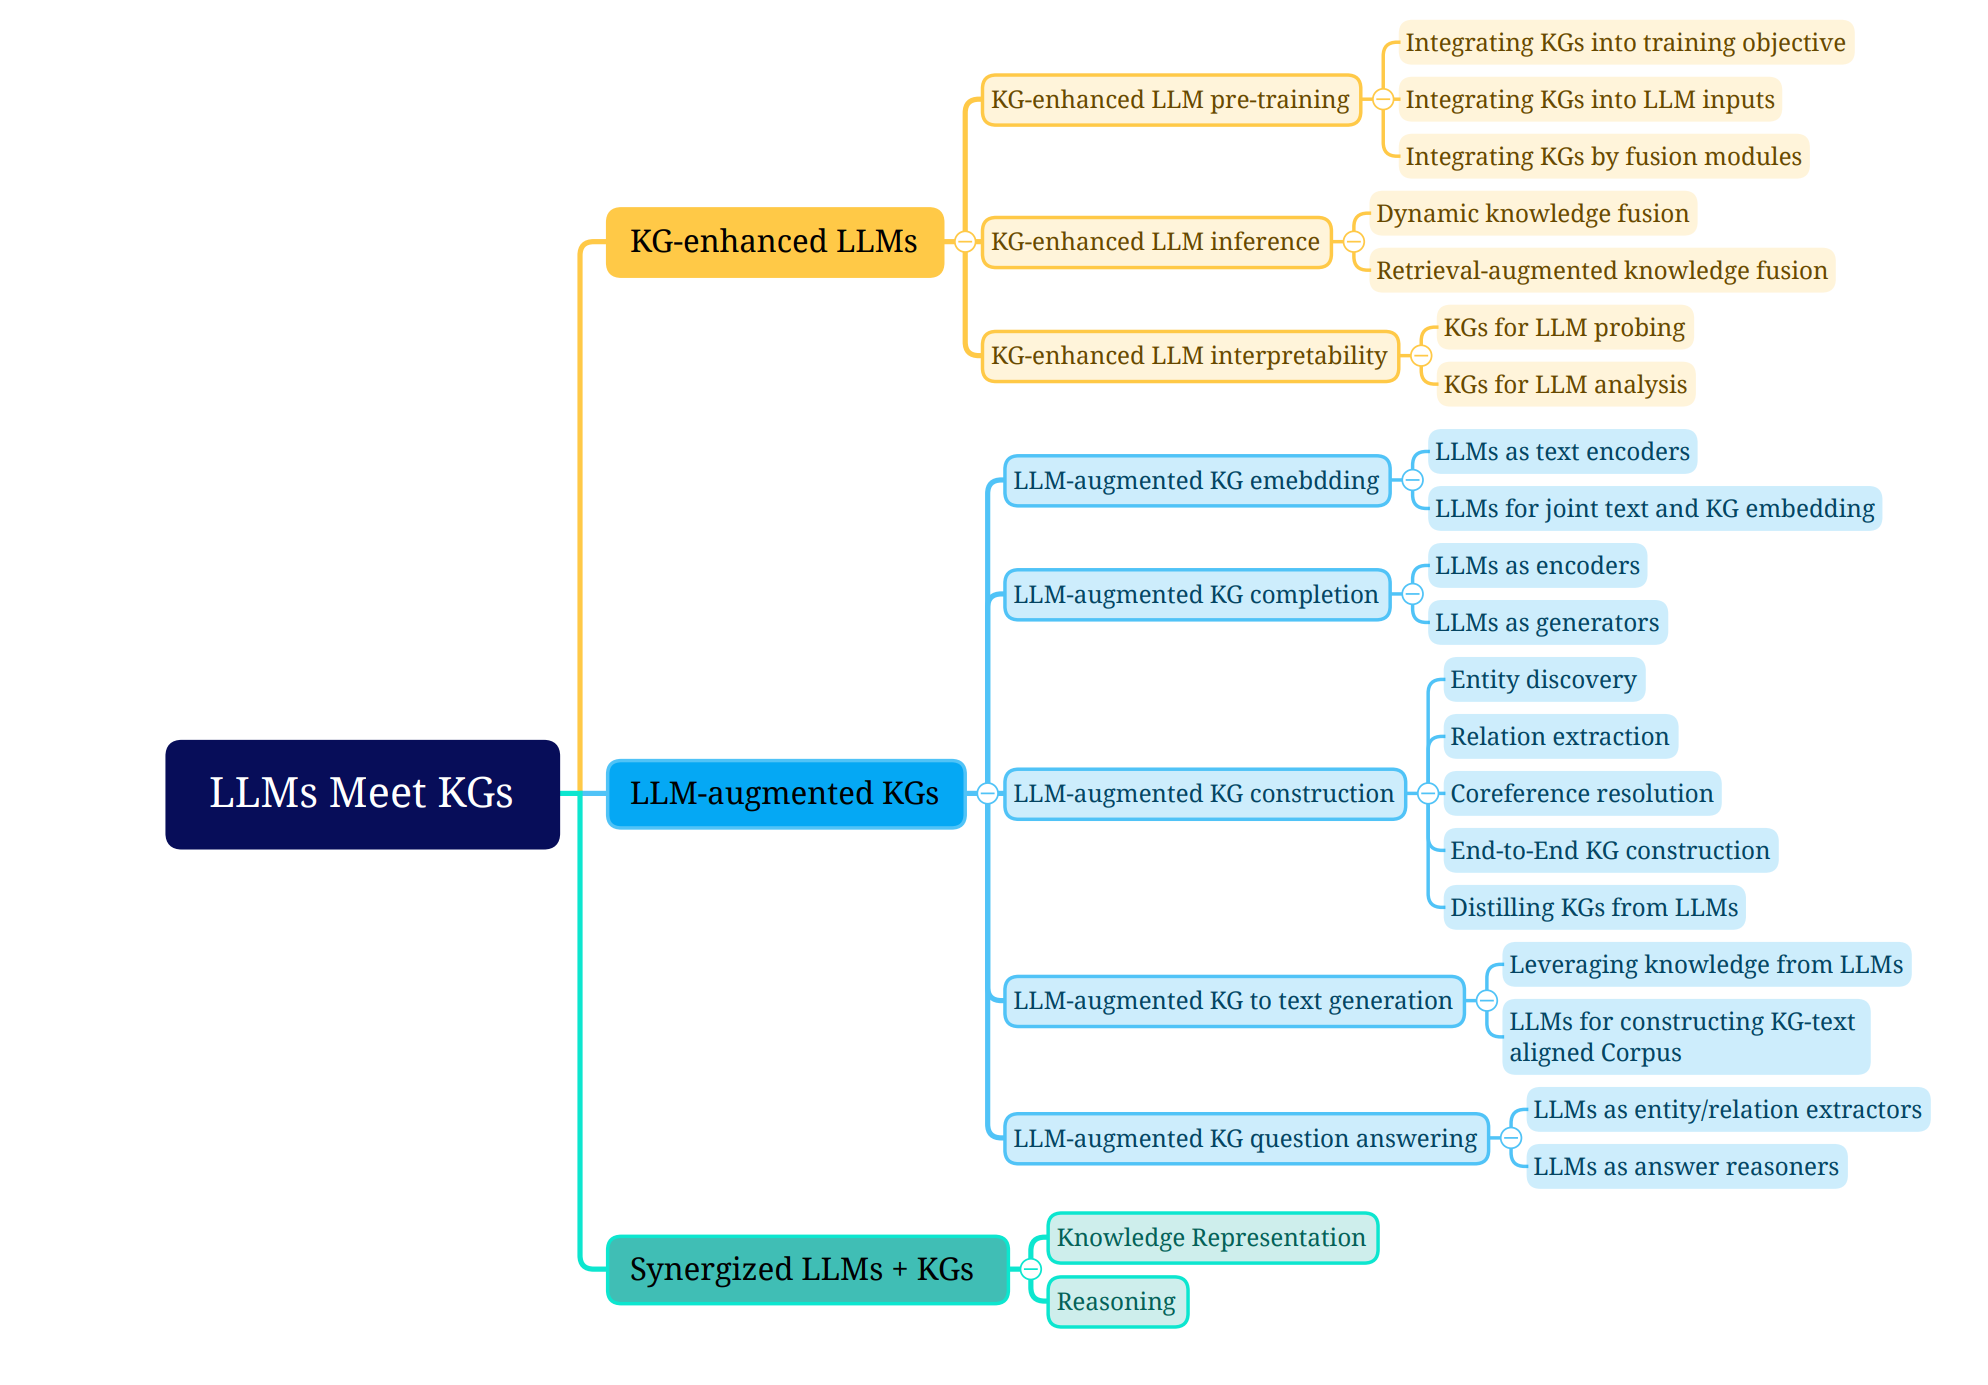 LLMs Meet KGs
KG-enhanced LLMs
KG-enhanced LLM pre-training
Integrating KGs into training objective
Integrating KGs into LLM inputs
Integrating KGs by fusion modules
KG-enhanced LLM inference
Dynamic knowledge fusion
Retrieval-augmented knowledge fusion
KG-enhanced LLM interpretability
KGs for LLM probing
KGs for LLM analysis
LLM-augmented KGs
LLM-augmented KG emebdding
LLMs as text encoders
LLMs for joint text and KG embedding
LLM-augmented KG completion
LLMs as encoders
LLMs as generators
LLM-augmented KG construction
Entity discovery
Relation extraction
Coreference resolution
End-to-End KG construction
Distilling KGs from LLMs
LLM-augmented KG to text generation
Leveraging knowledge from LLMs
LLMs for constructing KG-text
aligned Corpus
LLM-augmented KG question answering
LLMs as entity/relation extractors
LLMs as answer reasoners
Synergized LLMs + KGs
Knowledge Representation
Reasoning